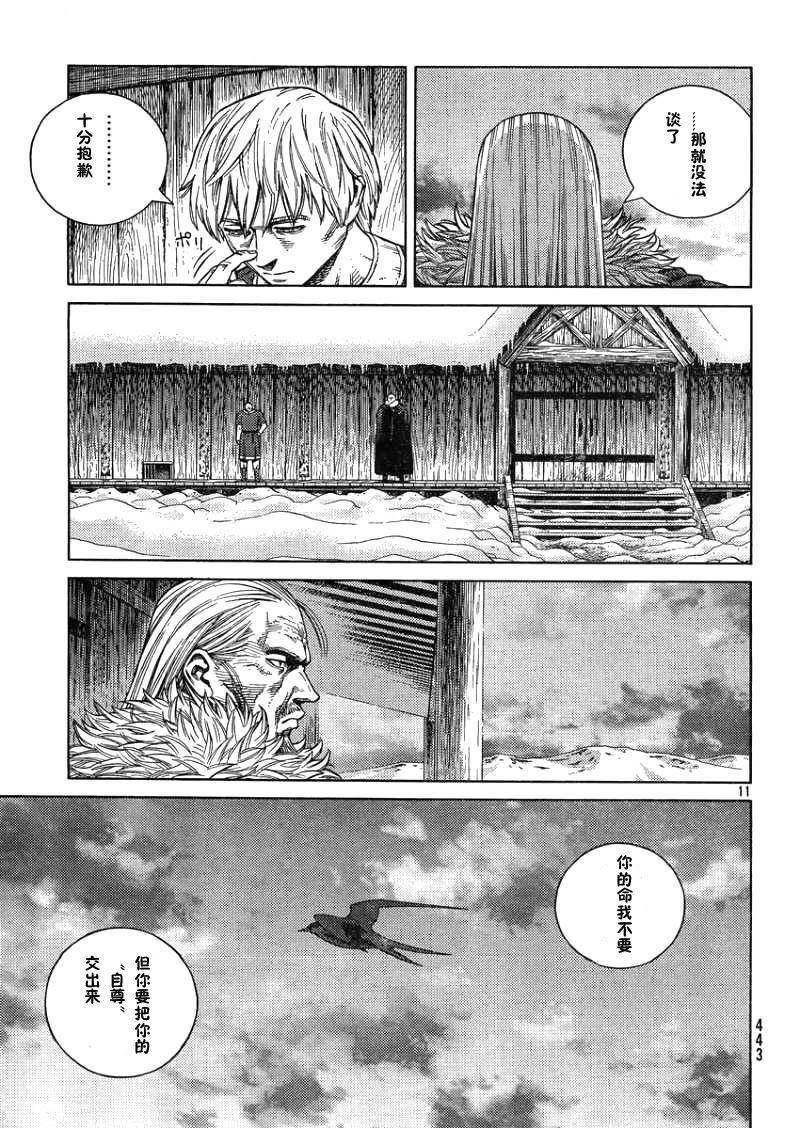 ……那就没法
谈了
…………
十分抱歉
ポリ
11
你的命我不要
但你要把你的
“自尊”
交出来
443